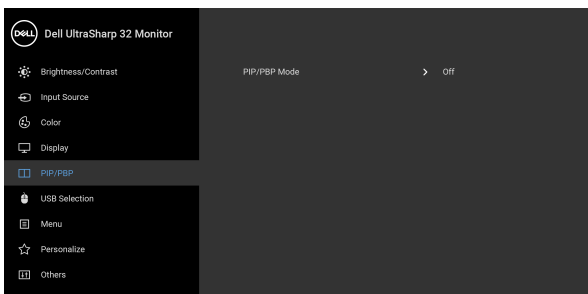 DELL Dell UltraSharp 32 Monitor
Brightness/Contrast
PIP/PBP Mode Off
Input Source
Color
Display
PIP/PBP
USB Selection
Menu
Personalize
Others